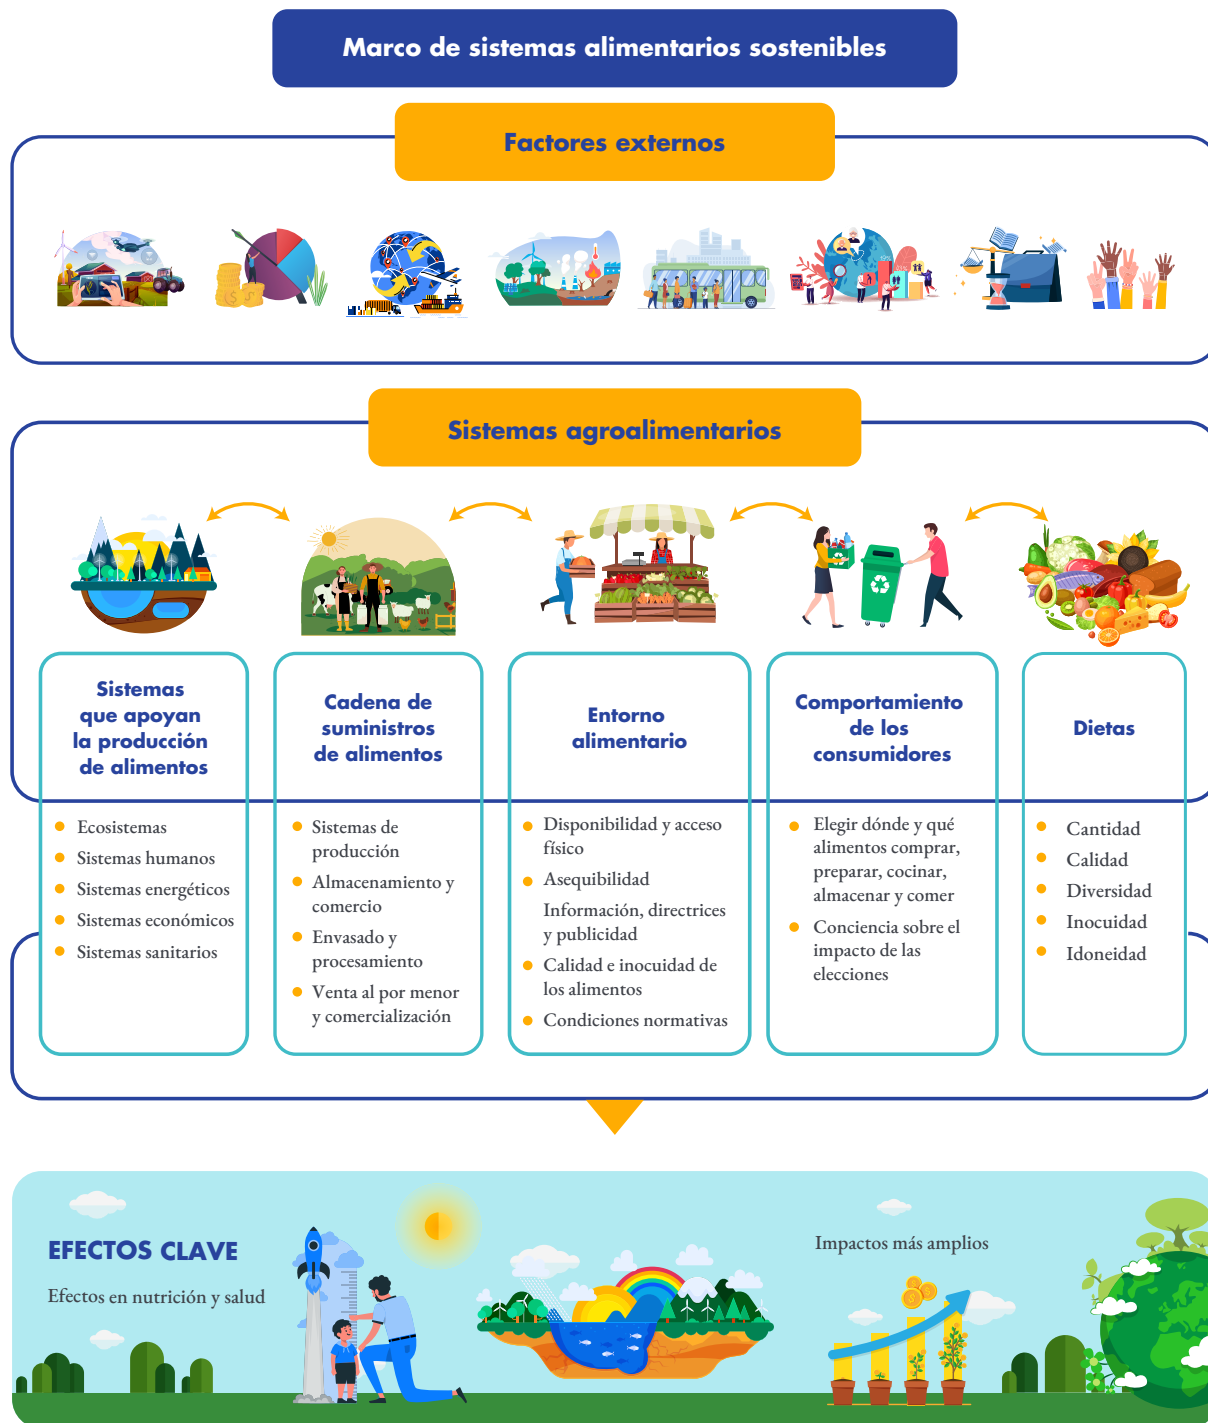 Marco de sistemas alimentarios sostenibles
Factores externos
Sistemas agroalimentarios
Sistemas
que apoyan
la producción
de alimentos
Ecosistemas
Sistemas humanos
Sistemas energéticos
Sistemas económicos
Sistemas sanitarios
Cadena de
suministros
de alimentos
Sistemas de
producción
Almacenamiento y
comercio
Envasado y
procesamiento
Venta al por menor
y comercialización
Entorno
alimentario
Disponibilidad y acceso
físico
Asequibilidad
Información, directrices
y publicidad
Calidad e inocuidad de
los alimentos
Condiciones normativas
Comportamiento
de los
consumidores
Elegir dónde y qué
alimentos comprar,
preparar, cocinar,
almacenar y comer
Conciencia sobre el
impacto de las
elecciones
Dietas
Cantidad
Calidad
Diversidad
Inocuidad
Idoneidad
EFECTOS CLAVE
Efectos en nutrición y salud
Impactos más amplios